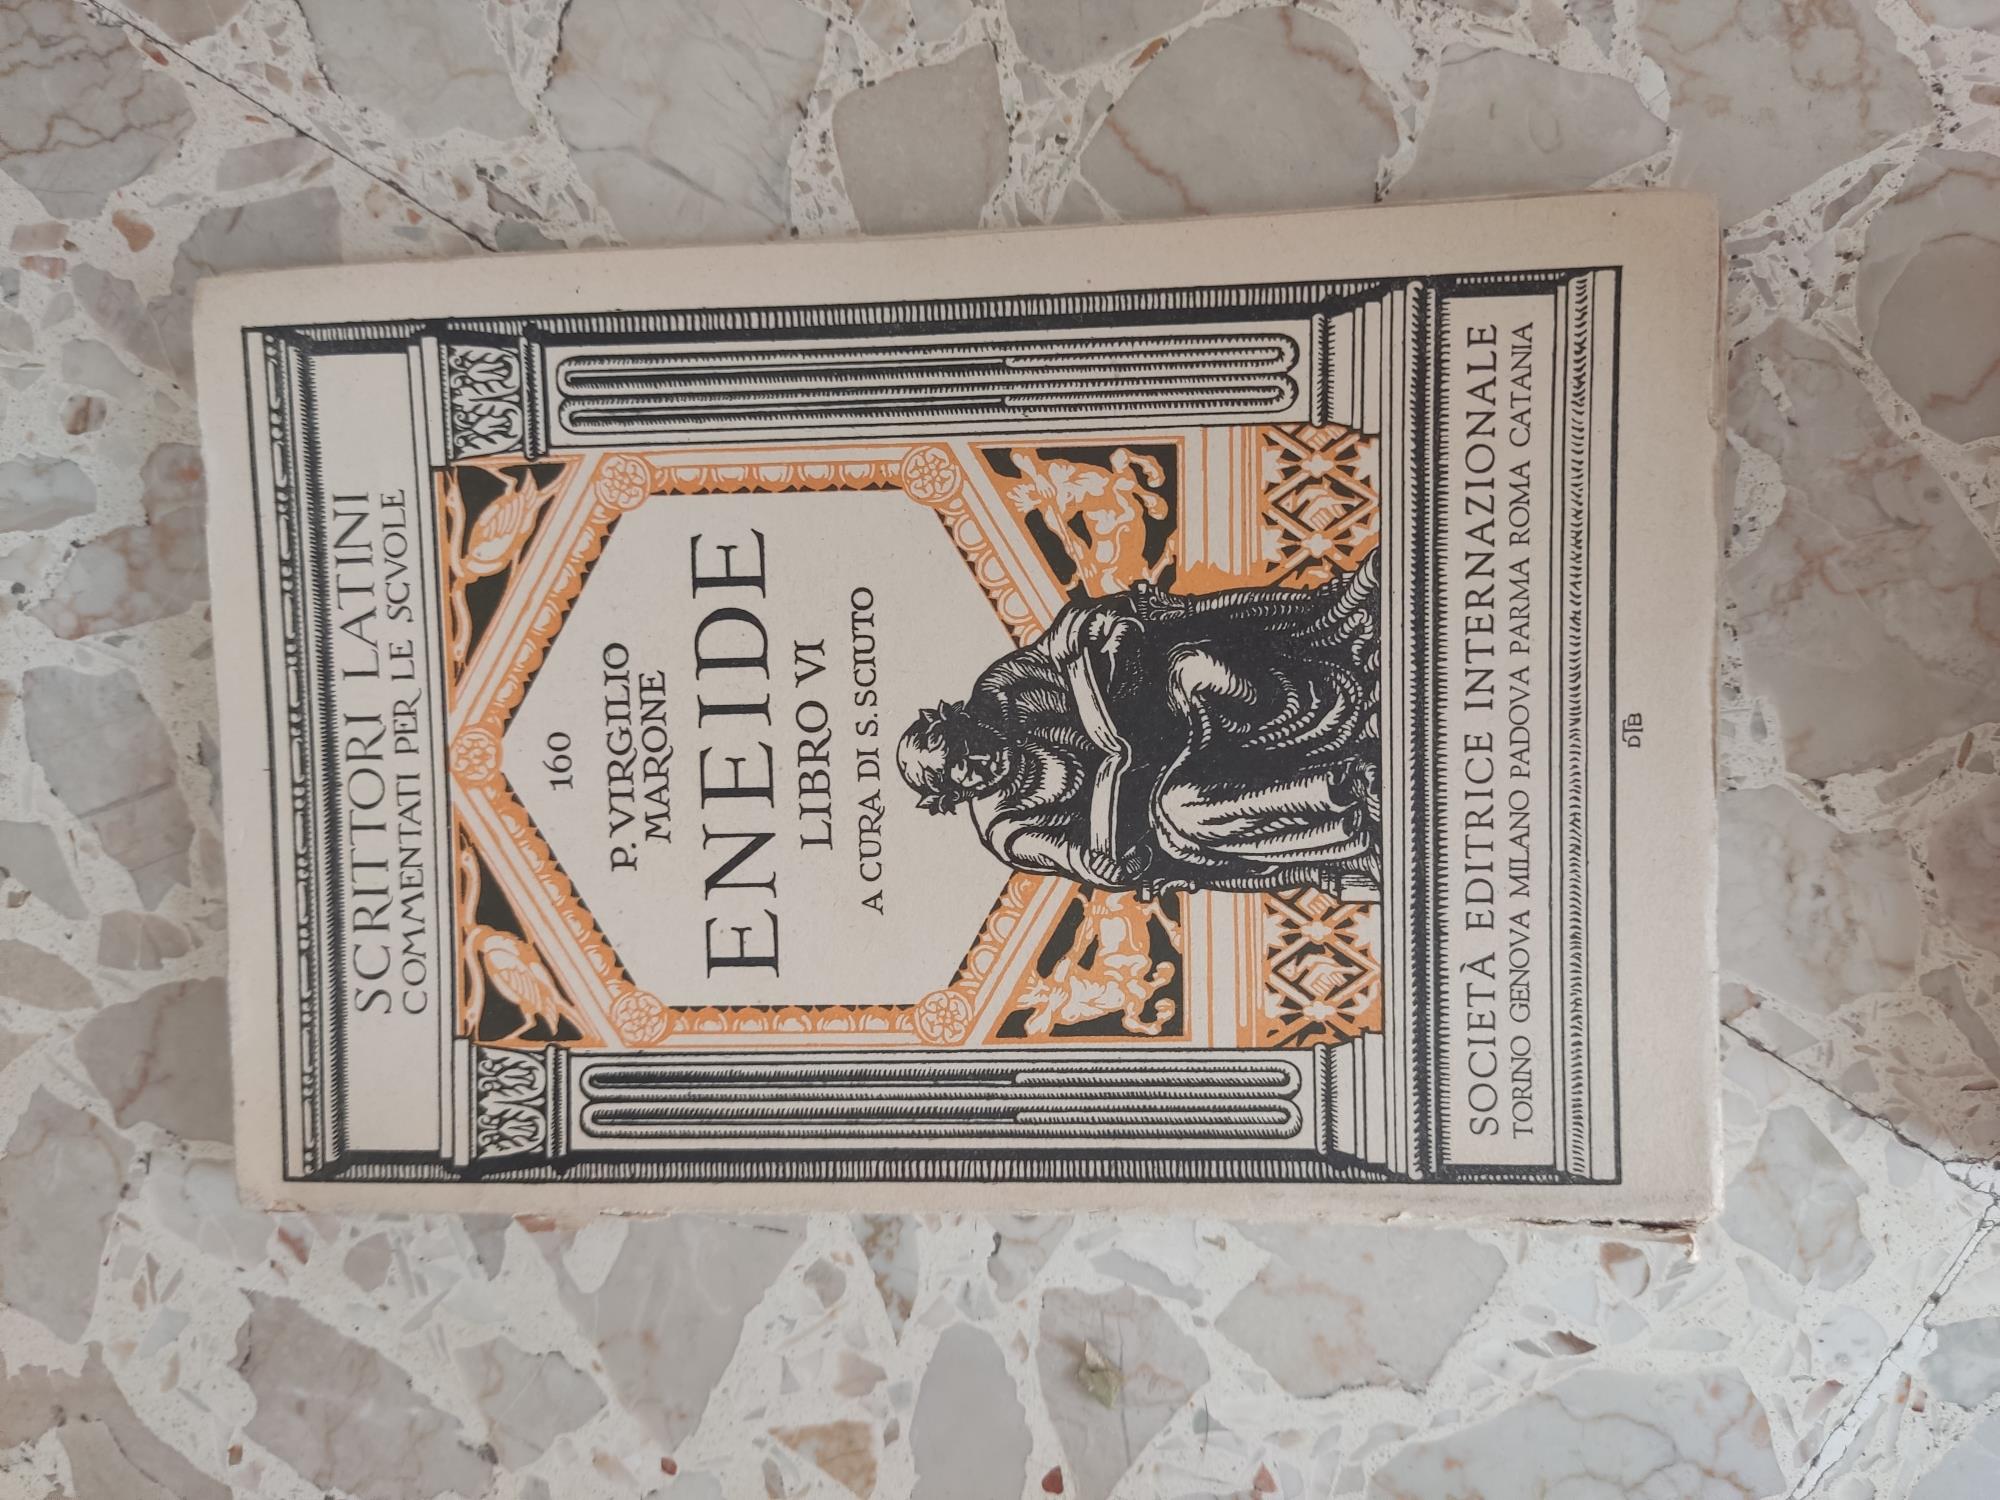 SCRITTORI LATINI
COMMENTATI PER LE SCVOLE
160
P. VIRGILIO
MARONE
ENEIDE
LIBRO VI
A CURA DI S. SCIUTO
SOCIETÀ EDITRICE INTERNAZIONALE
TORINO GENOVA MILANO PADOVA PARMA ROMA CATANIA
DTB